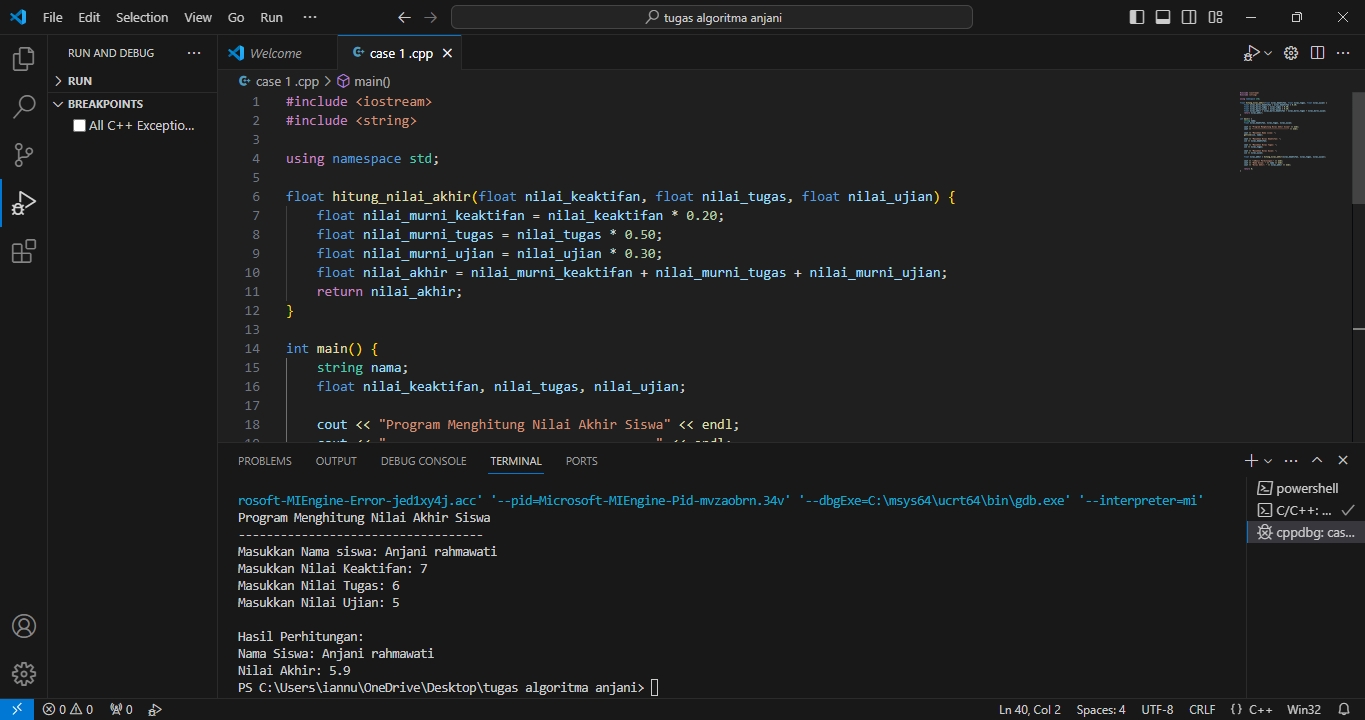 File Edit Selection View Go Run ···
tugas algoritma anjani
RUN AND DEBUG ···
RUN
BREAKPOINTS
All C++ Exceptio...
Welcome
case 1 .cpp
case 1 .cpp > main()
1 #include <iostream>
2 #include <string>
3
4 using namespace std;
5
6 float hitung_nilai_akhir(float nilai_keaktifan, float nilai_tugas, float nilai_ujian) {
7 float nilai_murni_keaktifan = nilai_keaktifan * 0.20;
8 float nilai_murni_tugas = nilai_tugas * 0.50;
9 float nilai_murni_ujian = nilai_ujian * 0.30;
10 float nilai_akhir = nilai_murni_keaktifan + nilai_murni_tugas + nilai_murni_ujian;
11 return nilai_akhir;
12 }
13
14 int main() {
15 string nama;
16 float nilai_keaktifan, nilai_tugas, nilai_ujian;
17
18 cout << "Program Menghitung Nilai Akhir Siswa" << endl;
PROBLEMS OUTPUT DEBUG CONSOLE TERMINAL PORTS
rosoft-MIEngine-Error-jed1xy4j.acc' '--pid=Microsoft-MIEngine-Pid-mvzaobrn.34v' '--dbgExe=C:\msys64\ucrt64\bin\gdb.exe' '--interpreter=mi'
Program Menghitung Nilai Akhir Siswa
-----------------------------------
Masukkan Nama siswa: Anjani rahmawati
Masukkan Nilai Keaktifan: 7
Masukkan Nilai Tugas: 6
Masukkan Nilai Ujian: 5
Hasil Perhitungan:
Nama Siswa: Anjani rahmawati
Nilai Akhir: 5.9
PS C:\Users\iannu\OneDrive\Desktop\tugas algoritma anjani>
powershell
C/C++: ...
cppdbg: cas...
0 0 0
Ln 40, Col 2 Spaces: 4 UTF-8 CRLF {} C++ Win32